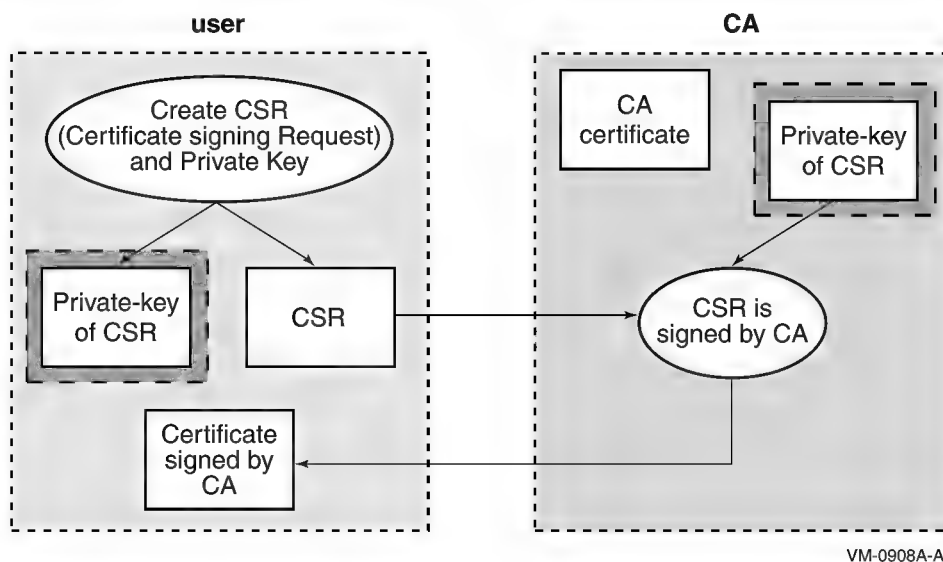 user
CA
Create CSR
(Certificate signing Request)
and Private Key
CA
certificate
Private-key
of CSR
Private-key
of CSR
CSR
CSR is
signed by CA
Certificate
signed by
CA
VM-0908A-A